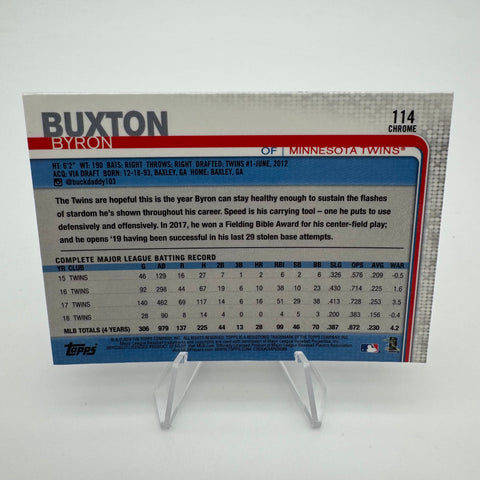 BUXTON
BYRON
114
CHROME
OF | MINNESOTA TWINS®
HT: 6'2" WT: 190 BATS: RIGHT THROWS: RIGHT DRAFTED: TWINS #1-JUNE, 2012
ACQ: VIA DRAFT BORN: 12-18-93, BAXLEY, GA HOME: BAXLEY, GA
@buckdaddy103
The Twins are hopeful this is the year Byron can stay healthy enough to sustain the flashes
of stardom he's shown throughout his career. Speed is his carrying tool – one he puts to use
defensively and offensively. In 2017, he won a Fielding Bible Award for his center-field play;
and he opens '19 having been successful in his last 29 stolen base attempts.
COMPLETE MAJOR LEAGUE BATTING RECORD
YR CLUB G AB R H 2B 3B HR RBI SB BB SLG OPS AVG WAR
15 TWINS 46 129 16 27 7 1 2 6 2 6 .326 .576 .209 -0.5
16 TWINS 92 298 44 67 19 6 10 38 10 23 .430 .714 .225 1.6
17 TWINS 140 462 69 117 14 6 16 51 29 38 .413 .728 .253 3.5
18 TWINS 28 90 8 14 4 0 0 4 5 3 .200 .383 .156 -0.4
MLB TOTALS (4 YEARS) 306 979 137 225 44 13 28 99 46 70 .387 .672 .230 4.2
Topps